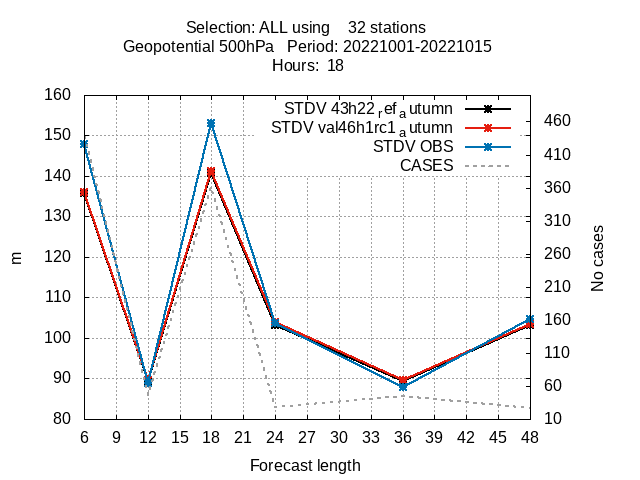 Selection: ALL using    32 stations
Geopotential 500hPa   Period: 20221001-20221015
Hours:  18
STDV 43h22_ref_autumn
STDV val46h1rc1_autumn
STDV OBS
CASES
160
150
140
130
120
110
100
90
80
m
460
410
360
310
260
210
160
110
60
10
No cases
6 9 12 15 18 21 24 27 30 33 36 39 42 45 48
Forecast length